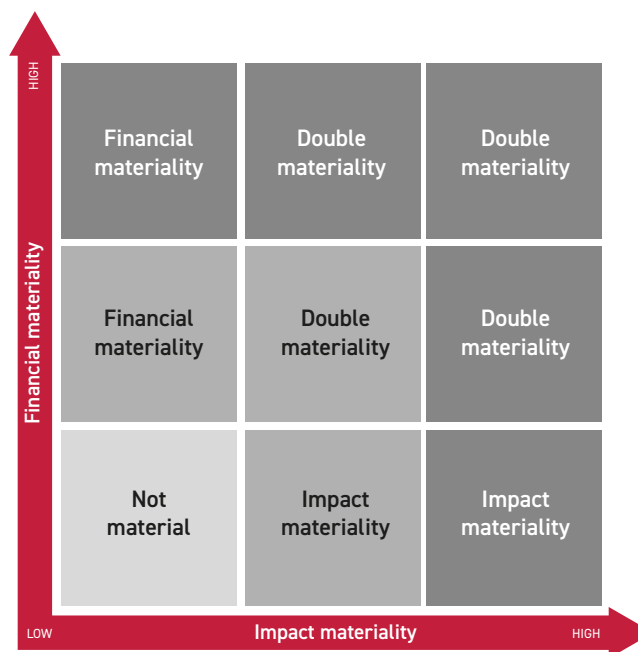 HIGH
Financial materiality
Financial
materiality
Double
materiality
Double
materiality
Financial
materiality
Double
materiality
Double
materiality
Not
material
Impact
materiality
Impact
materiality
LOW
Impact materiality
HIGH